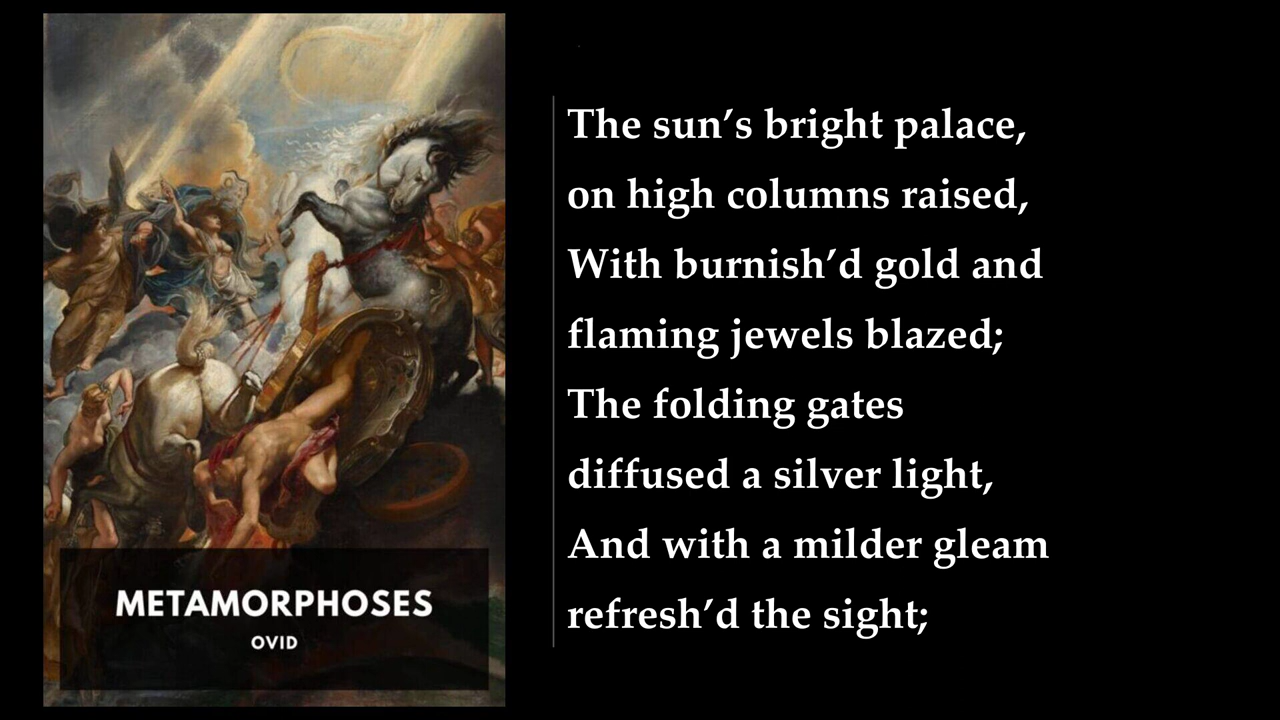 METAMORPHOSES
OVID
The sun’s bright palace,
on high columns raised,
With burnish’d gold and
flaming jewels blazed;
The folding gates
diffused a silver light,
And with a milder gleam
refresh’d the sight;